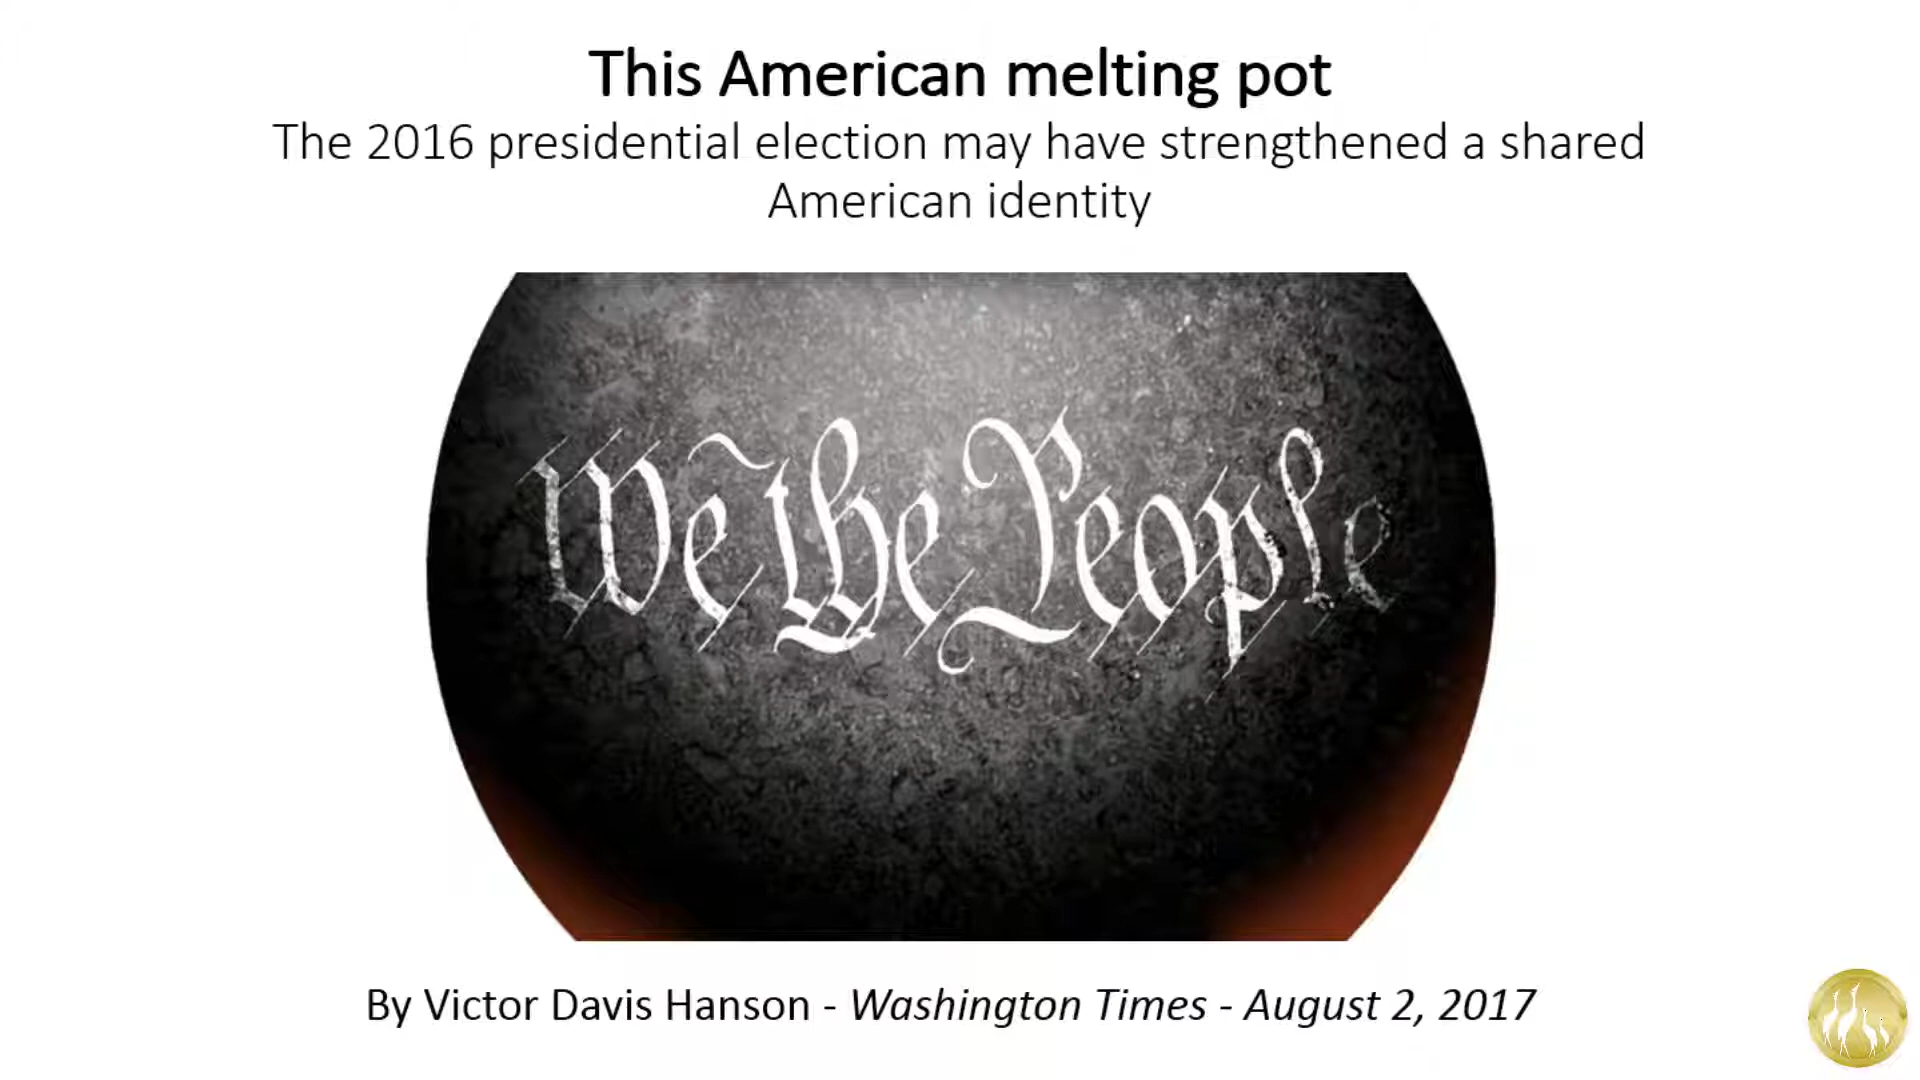 This American melting pot
The 2016 presidential election may have strengthened a shared
American identity
We the People
By Victor Davis Hanson - Washington Times - August 2, 2017